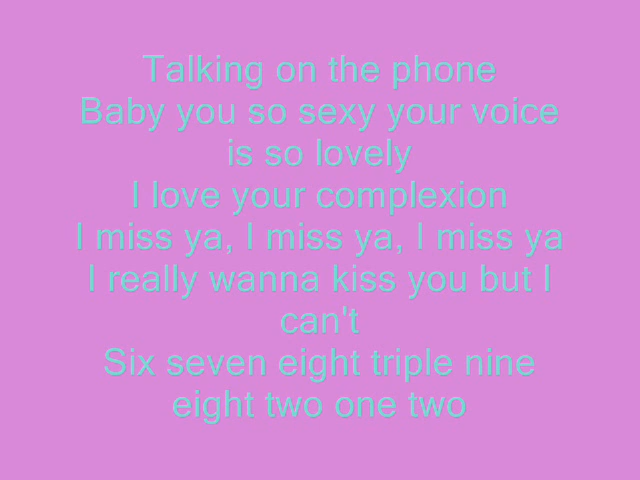 Talking on the phone
Baby you so sexy your voice
is so lovely
I love your complexion
I miss ya, I miss ya, I miss ya
I really wanna kiss you but I
can't
Six seven eight triple nine
eight two one two